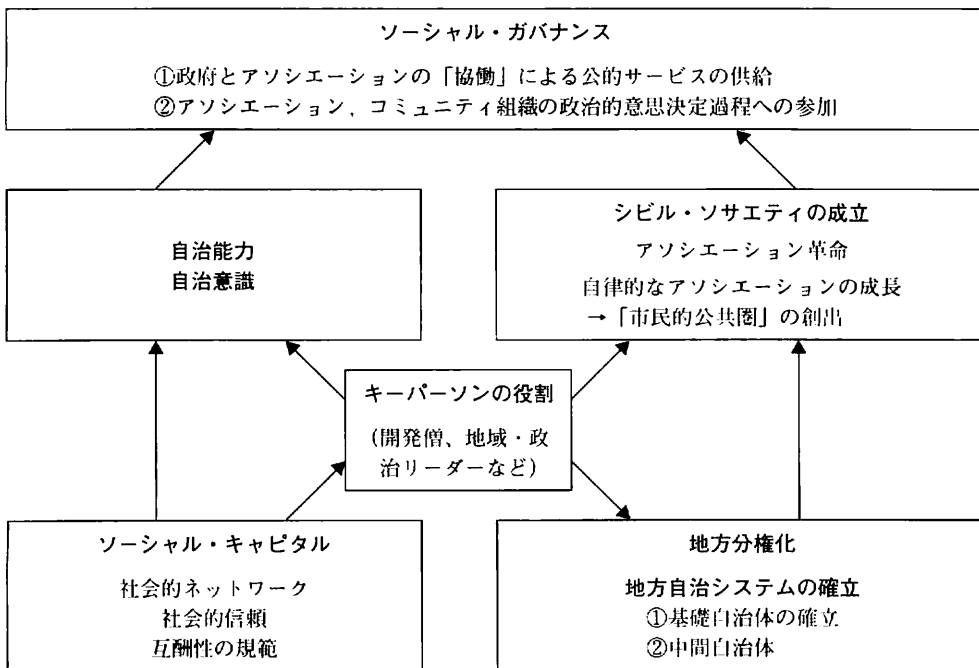 ソーシャル・ガバナンス
①政府とアソシエーションの「協働」による公的サービスの供給
②アソシエーション，コミュニティ組織の政治的意思決定過程への参加
自治能力
自治意識
シビル・ソサエティの成立
アソシエーション革命
自律的なアソシエーションの成長
→「市民的公共圏」の創出
キーパーソンの役割
(開発僧、地域・政
治リーダーなど)
ソーシャル・キャピタル
社会的ネットワーク
社会的信頼
互酬性の規範
地方分権化
地方自治システムの確立
①基礎自治体の確立
②中間自治体